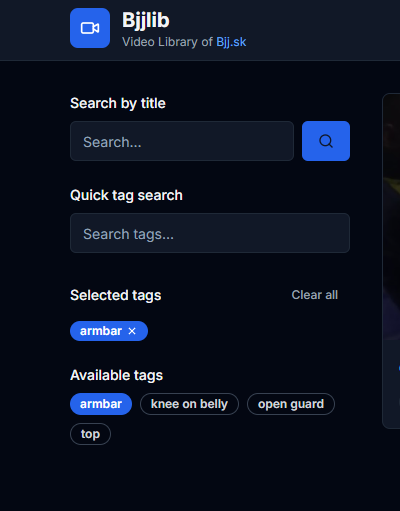 Bjjlib
Video Library of Bjj.sk
Search by title
Search...
Quick tag search
Search tags...
Selected tags
Clear all
armbar ×
Available tags
armbar
knee on belly
open guard
top